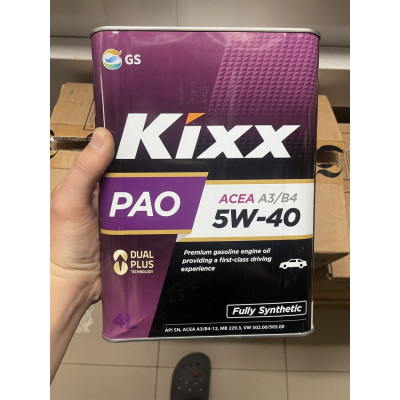 GS
Kixx
PAO
ACEA A3/B4
5W-40
DUAL
PLUS
TECHNOLOGY
Premium gasoline engine oil
providing a first-class driving
experience
Fully Synthetic
4L
API SN, ACEA A3/B4-12, MB 229.3, VW 502.00/505.00